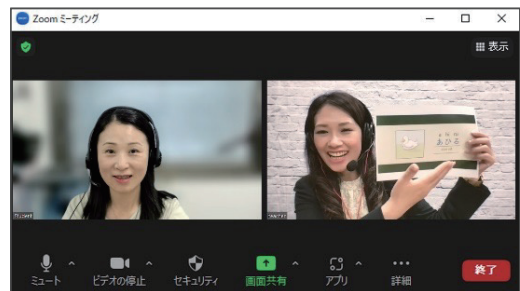 Zoom ミーティング
表示
あひる
ミュート
ビデオの停止
セキュリティ
画面共有
アプリ
詳細
終了